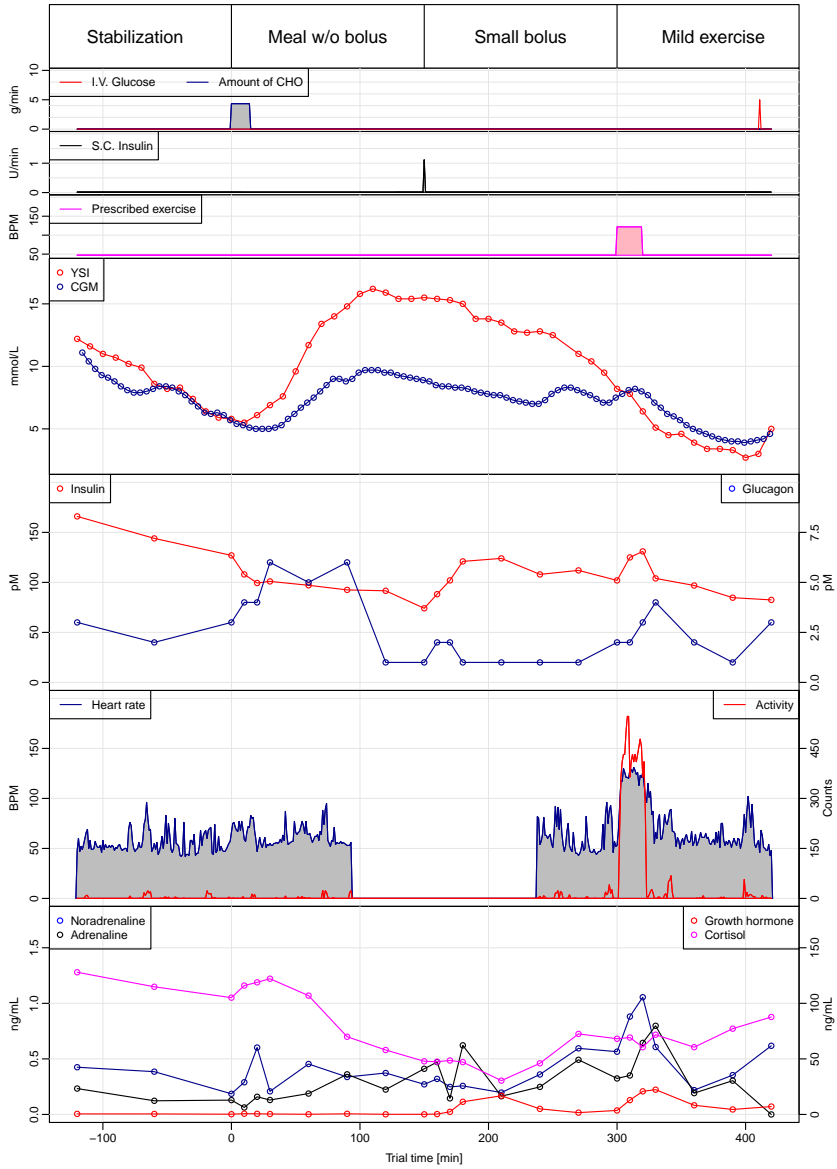 Stabilization Meal w/o bolus Small bolus Mild exercise
10
5
0
g/min
I.V. Glucose Amount of CHO
1
0
U/min
S.C. Insulin
150
50
BPM
Prescribed exercise
15
10
5
mmol/L
YSI
CGM
150
100
50
0
pM
Insulin
Glucagon
7.5
5.0
2.5
0.0
pM
150
100
50
0
BPM
Heart rate
Activity
450
300
150
0
Counts
1.5
1.0
0.5
0.0
ng/mL
Noradrenaline
Adrenaline
Growth hormone
Cortisol
150
100
50
0
ng/mL
−100 0 100 200 300 400
Trial time [min]